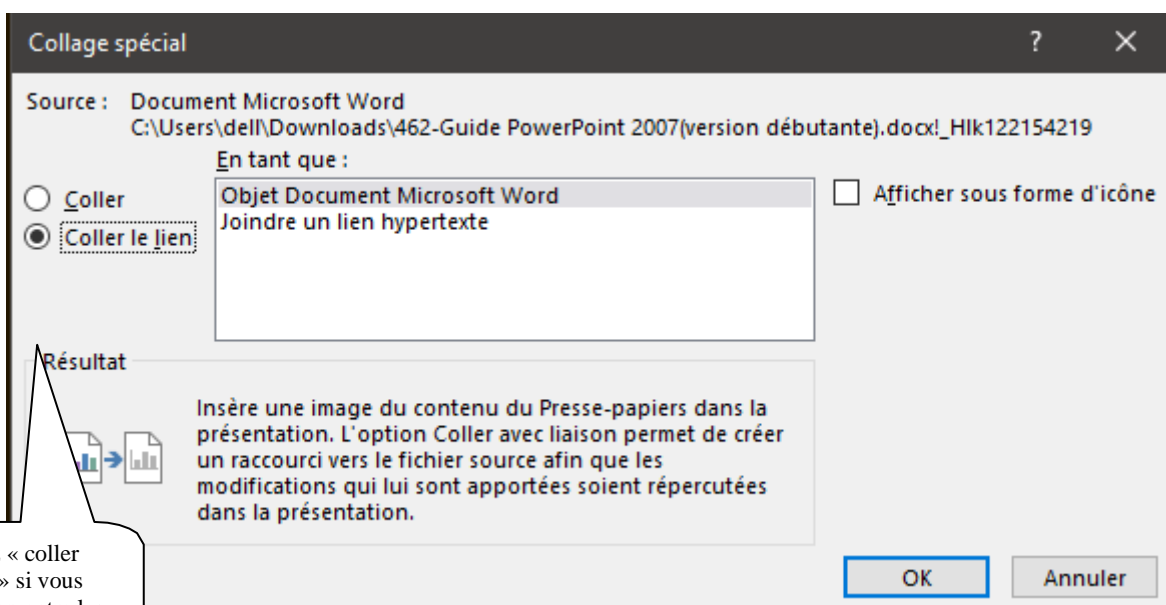 Collage spécial
Source : Document Microsoft Word
C:\Users\dell\Downloads\462-Guide PowerPoint 2007(version débutante).docx!_Hlk122154219
En tant que :
Coller
Coller le lien
Objet Document Microsoft Word
Joindre un lien hypertexte
Afficher sous forme d'icône
Résultat
Insère une image du contenu du Presse-papiers dans la
présentation. L'option Coller avec liaison permet de créer
un raccourci vers le fichier source afin que les
modifications qui lui sont apportées soient répercutées
dans la présentation.
« coller
» si vous
OK
Annuler